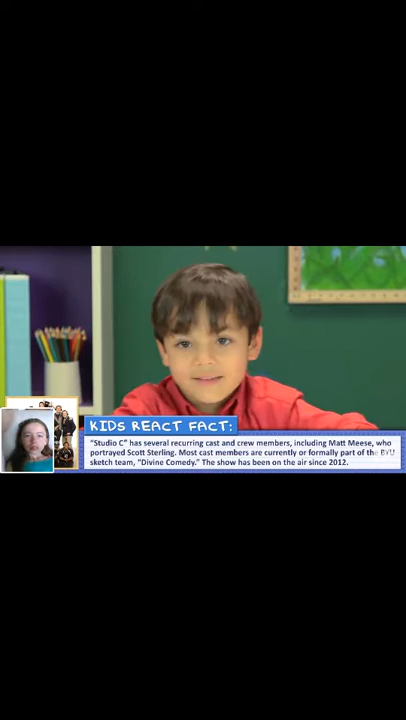 KIDS REACT FACT:
"Studio C" has several recurring cast and crew members, including Matt Meese, who
portrayed Scott Sterling. Most cast members are currently or formally part of the BYU
sketch team, "Divine Comedy." The show has been on the air since 2012.